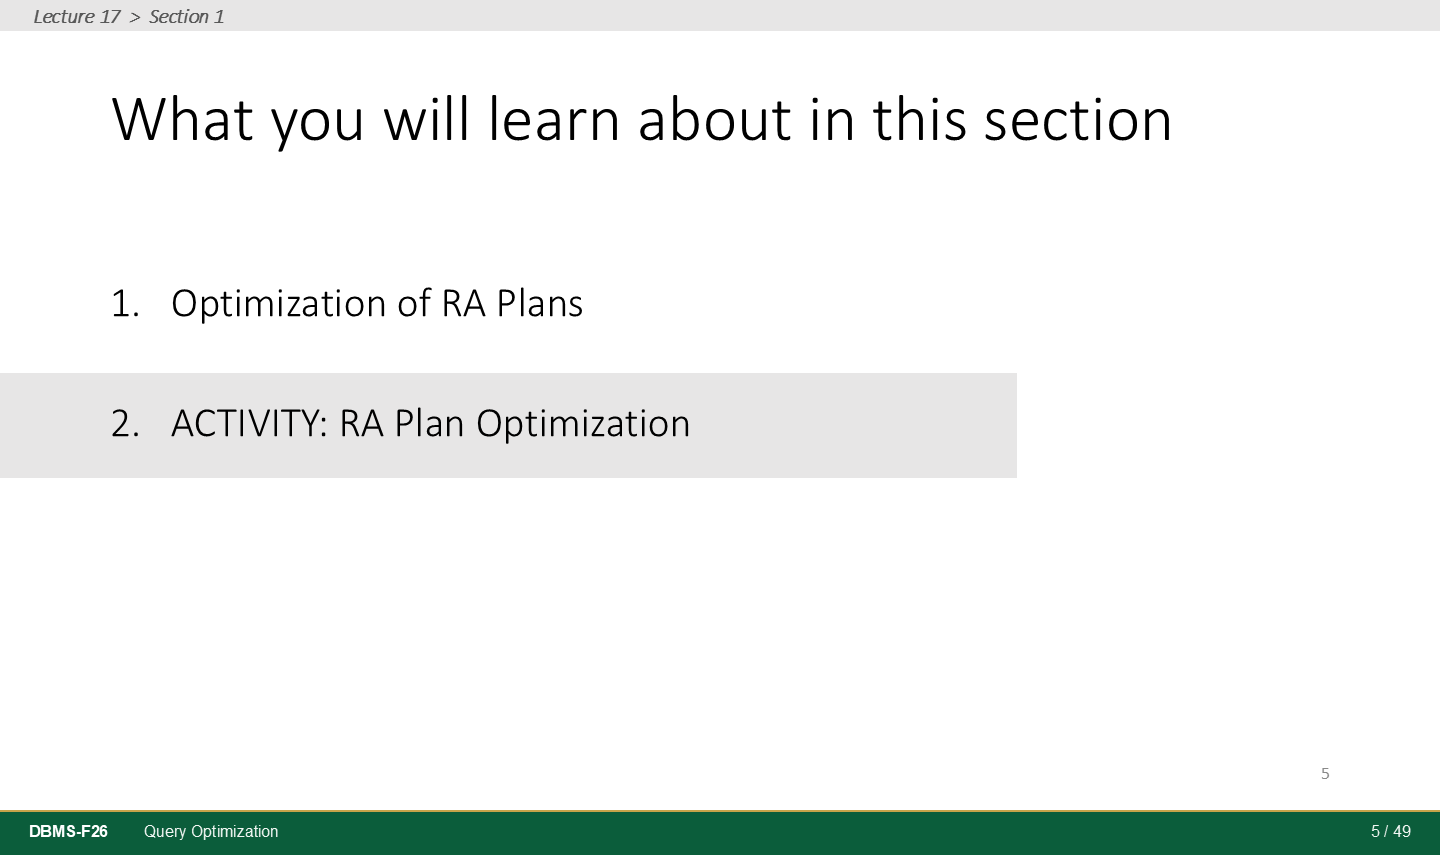 Lecture 17 > Section 1
What you will learn about in this section
1. Optimization of RA Plans
2. ACTIVITY: RA Plan Optimization
5
DBMS-F26 Query Optimization 5 / 49